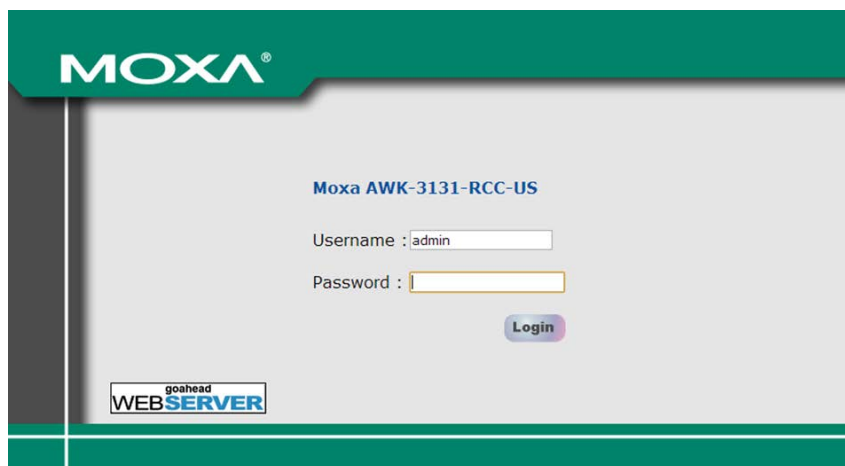 MOXA®
Moxa AWK-3131-RCC-US
Username : admin
Password :
Login
goahead
WEBSERVER